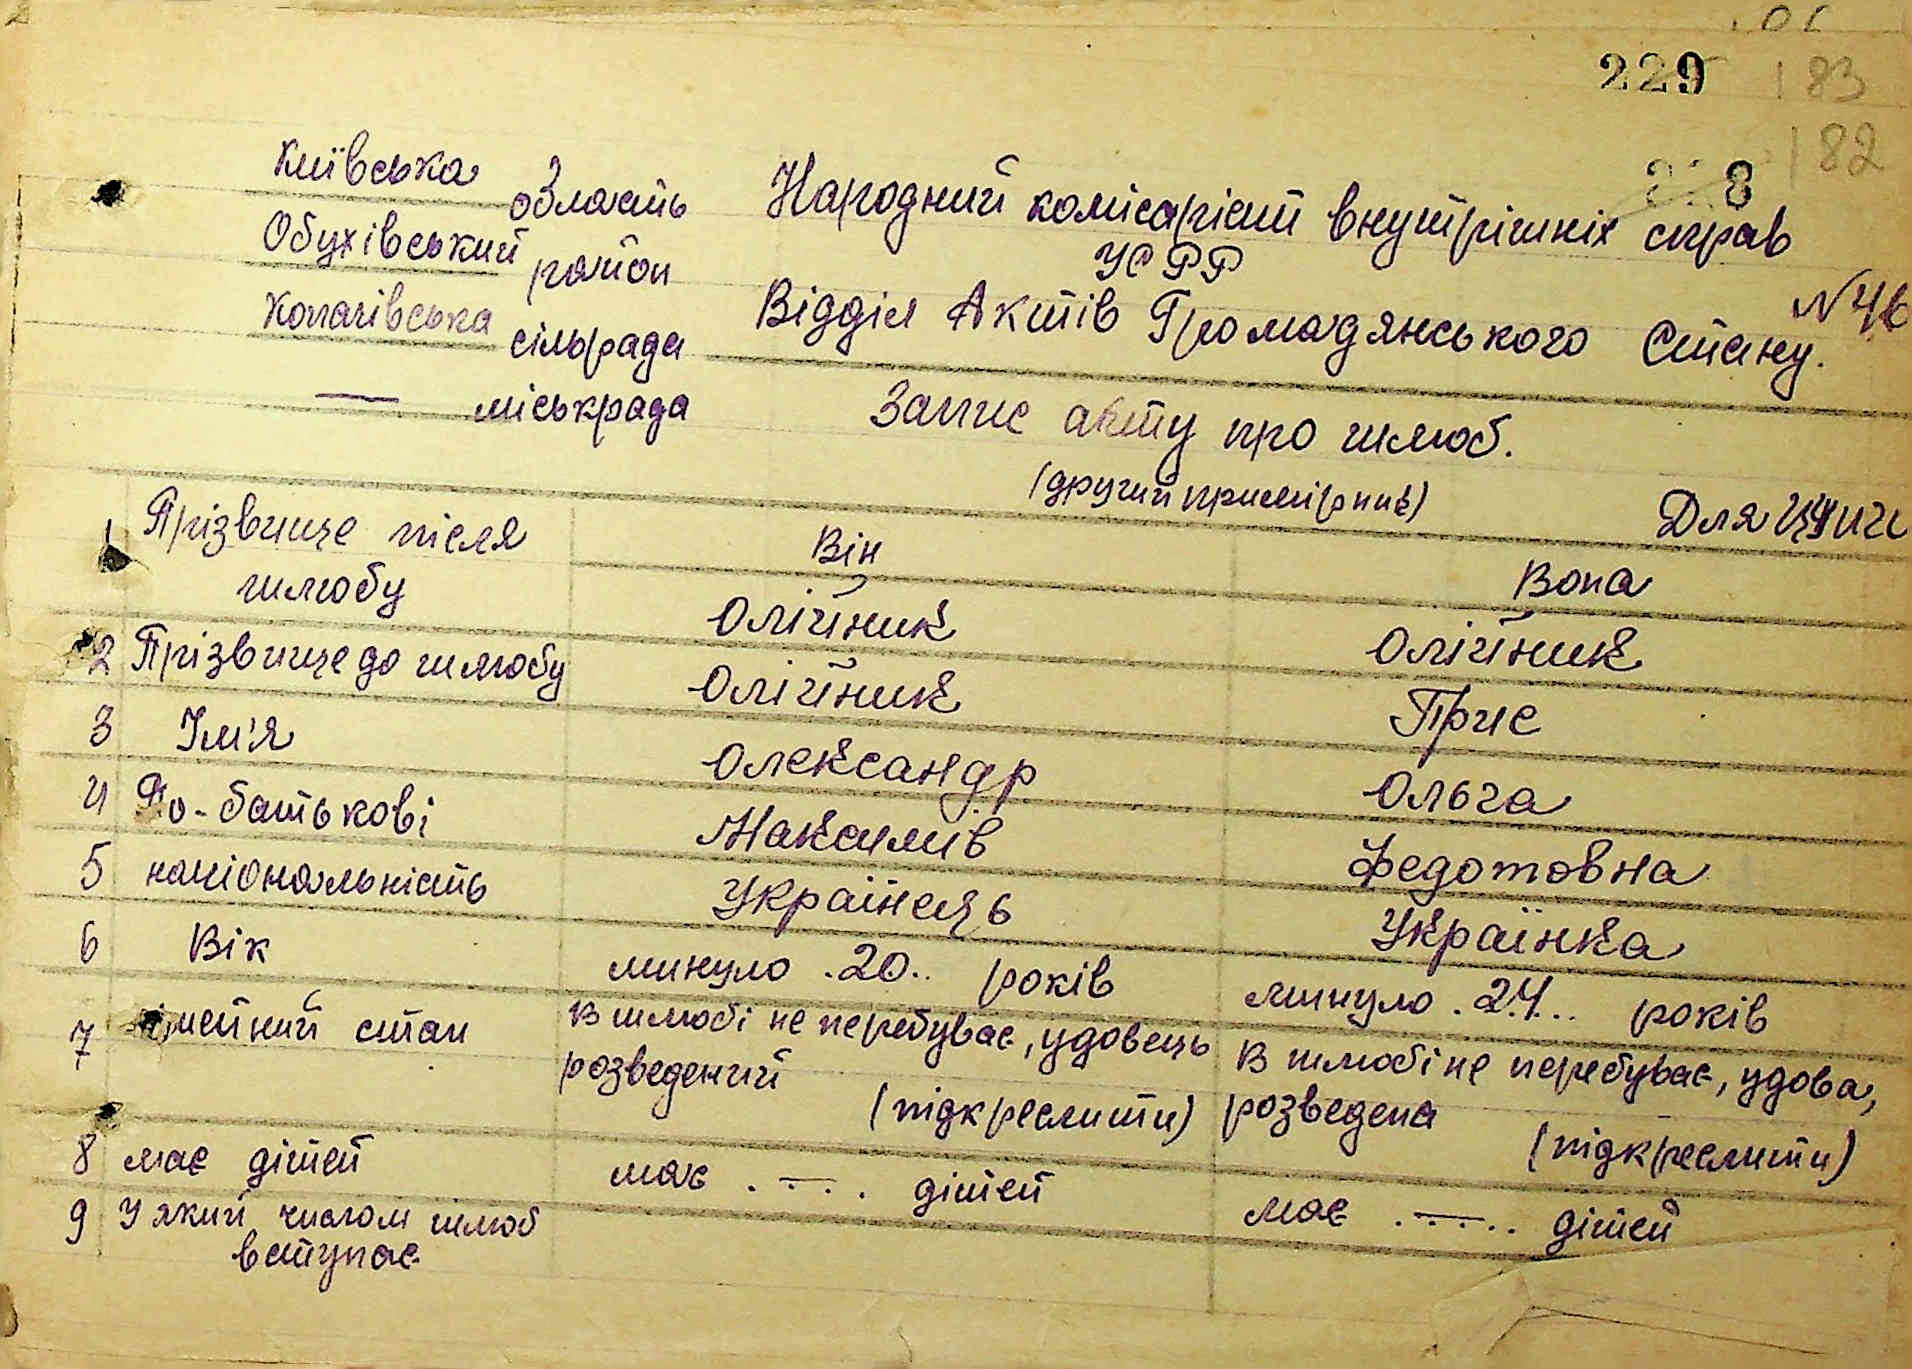 229 183
182
228
Київська область
Обухівський район
Копачівська сільрада
— міськрада
Народний комісаріат внутрішніх справ
УСРР
Відділ Актів Громадянського Стану.
N 46
Запис акту про шлюб.
(другий примірник)
Для
Він Вона
1 Прізвище після шлюбу Олійник Олійник
2 Прізвище до шлюбу Олійник Прис
3 Ім'я Олександр Ольга
4 По-батькові Максимів Федотовна
5 національність Українець Українка
6 Вік минуло .20.. років минуло .24... років
7 сімейний стан В шлюбі не перебуває, удовець розведений (підкреслити) В шлюбі не перебуває, удова, розведена (підкреслити)
8 має дітей має . — . . дітей має . — . . дітей
9 У який числом шлюб вступає